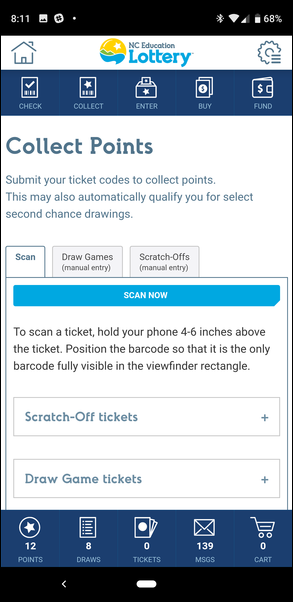 8:11
68%
NC Education
Lottery
CHECK
COLLECT
ENTER
BUY
FUND
Collect Points
Submit your ticket codes to collect points.
This may also automatically qualify you for select
second chance drawings.
Scan
Draw Games
(manual entry)
Scratch-Offs
(manual entry)
SCAN NOW
To scan a ticket, hold your phone 4-6 inches above
the ticket. Position the barcode so that it is the only
barcode fully visible in the viewfinder rectangle.
Scratch-Off tickets +
Draw Game tickets +
12
8
0
139
0
POINTS
DRAWS
TICKETS
MSGS
CART